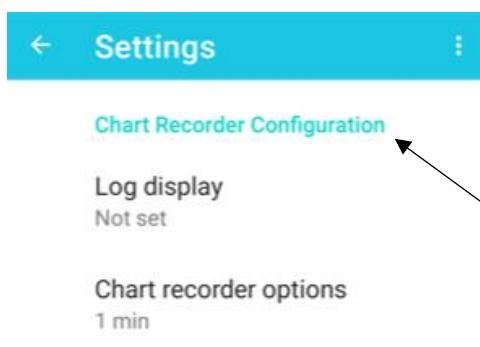 Settings
Chart Recorder Configuration
Log display
Not set
Chart recorder options
1 min